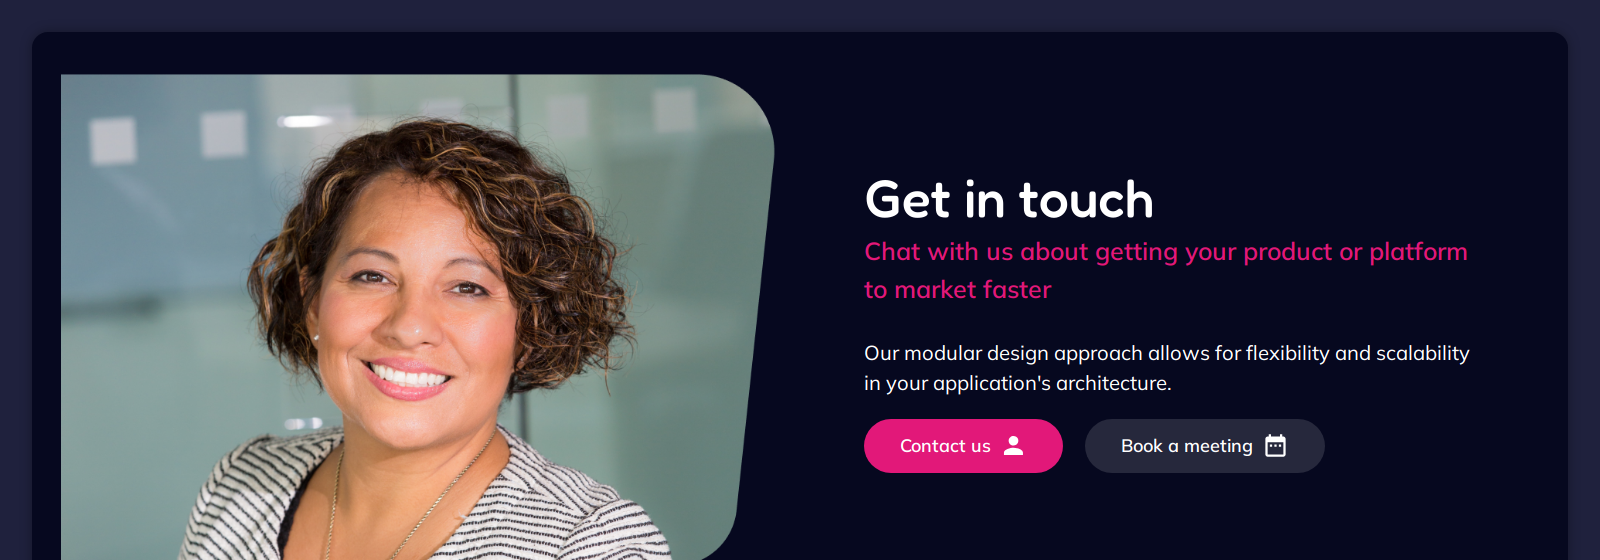 Get in touch
Chat with us about getting your product or platform
to market faster
Our modular design approach allows for flexibility and scalability
in your application's architecture.
Contact us
Book a meeting